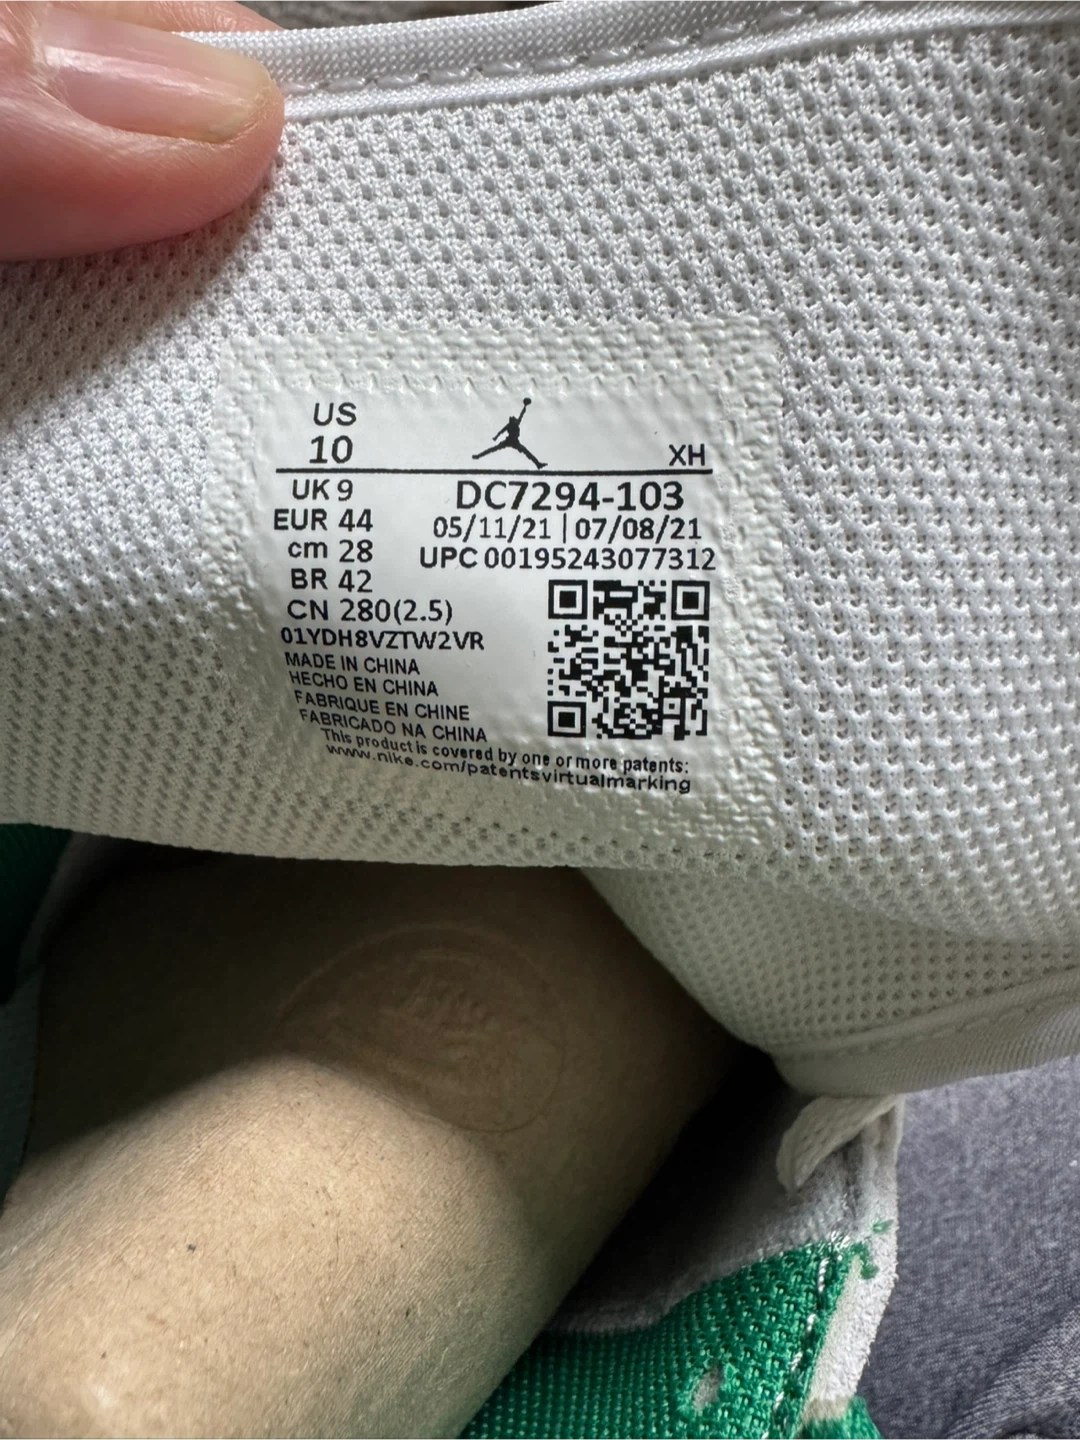 US
10
XH
UK 9
DC7294-103
EUR 44
05/11/21 | 07/08/21
cm 28
UPC 00195243077312
BR 42
CN 280(2.5)
01YDH8VZTW2VR
MADE IN CHINA
HECHO EN CHINA
FABRIQUE EN CHINE
FABRICADO NA CHINA
This product is covered by one or more patents:
www.nike.com/patentsvirtualmarking